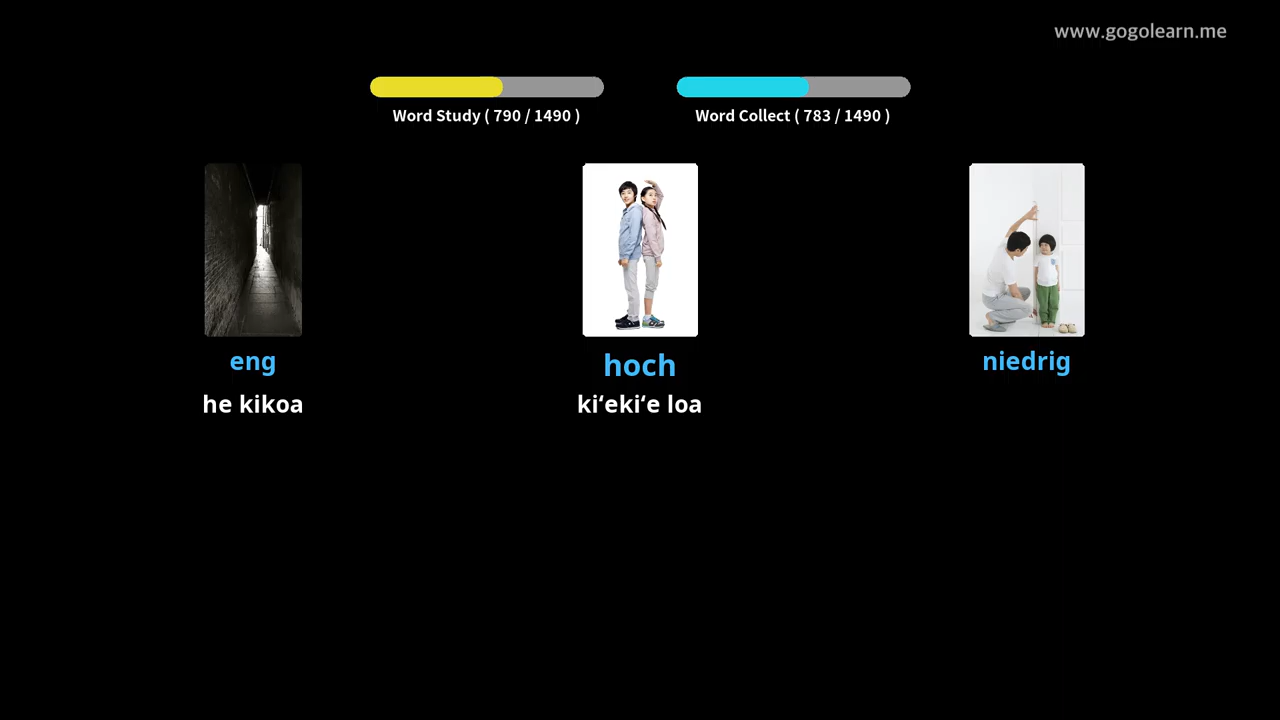 www.gogolearn.me
Word Study ( 790 / 1490 )
Word Collect ( 783 / 1490 )
eng
hoch
niedrig
he kikoa
kiʻekiʻe loa